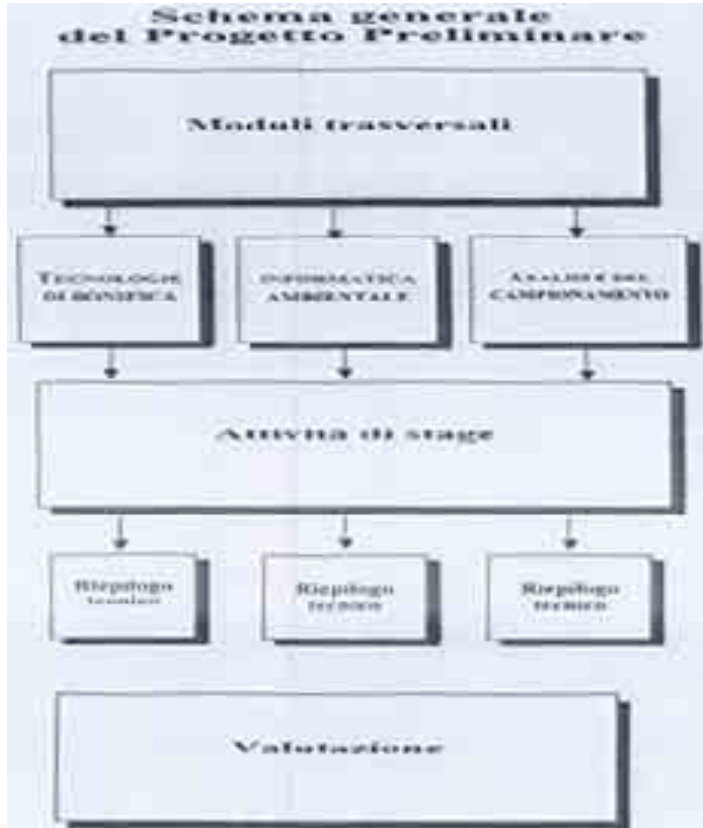 Schema generale
del Progetto Preliminare
Moduli trasversali
TECNOLOGIE
DI BONIFICA
INFORMATICA
AMBIENTALE
ANALISI E DEL
CAMPIONAMENTO
Attività di stage
Riepilogo
tecnico
Riepilogo
tecnico
Riepilogo
tecnico
Valutazione